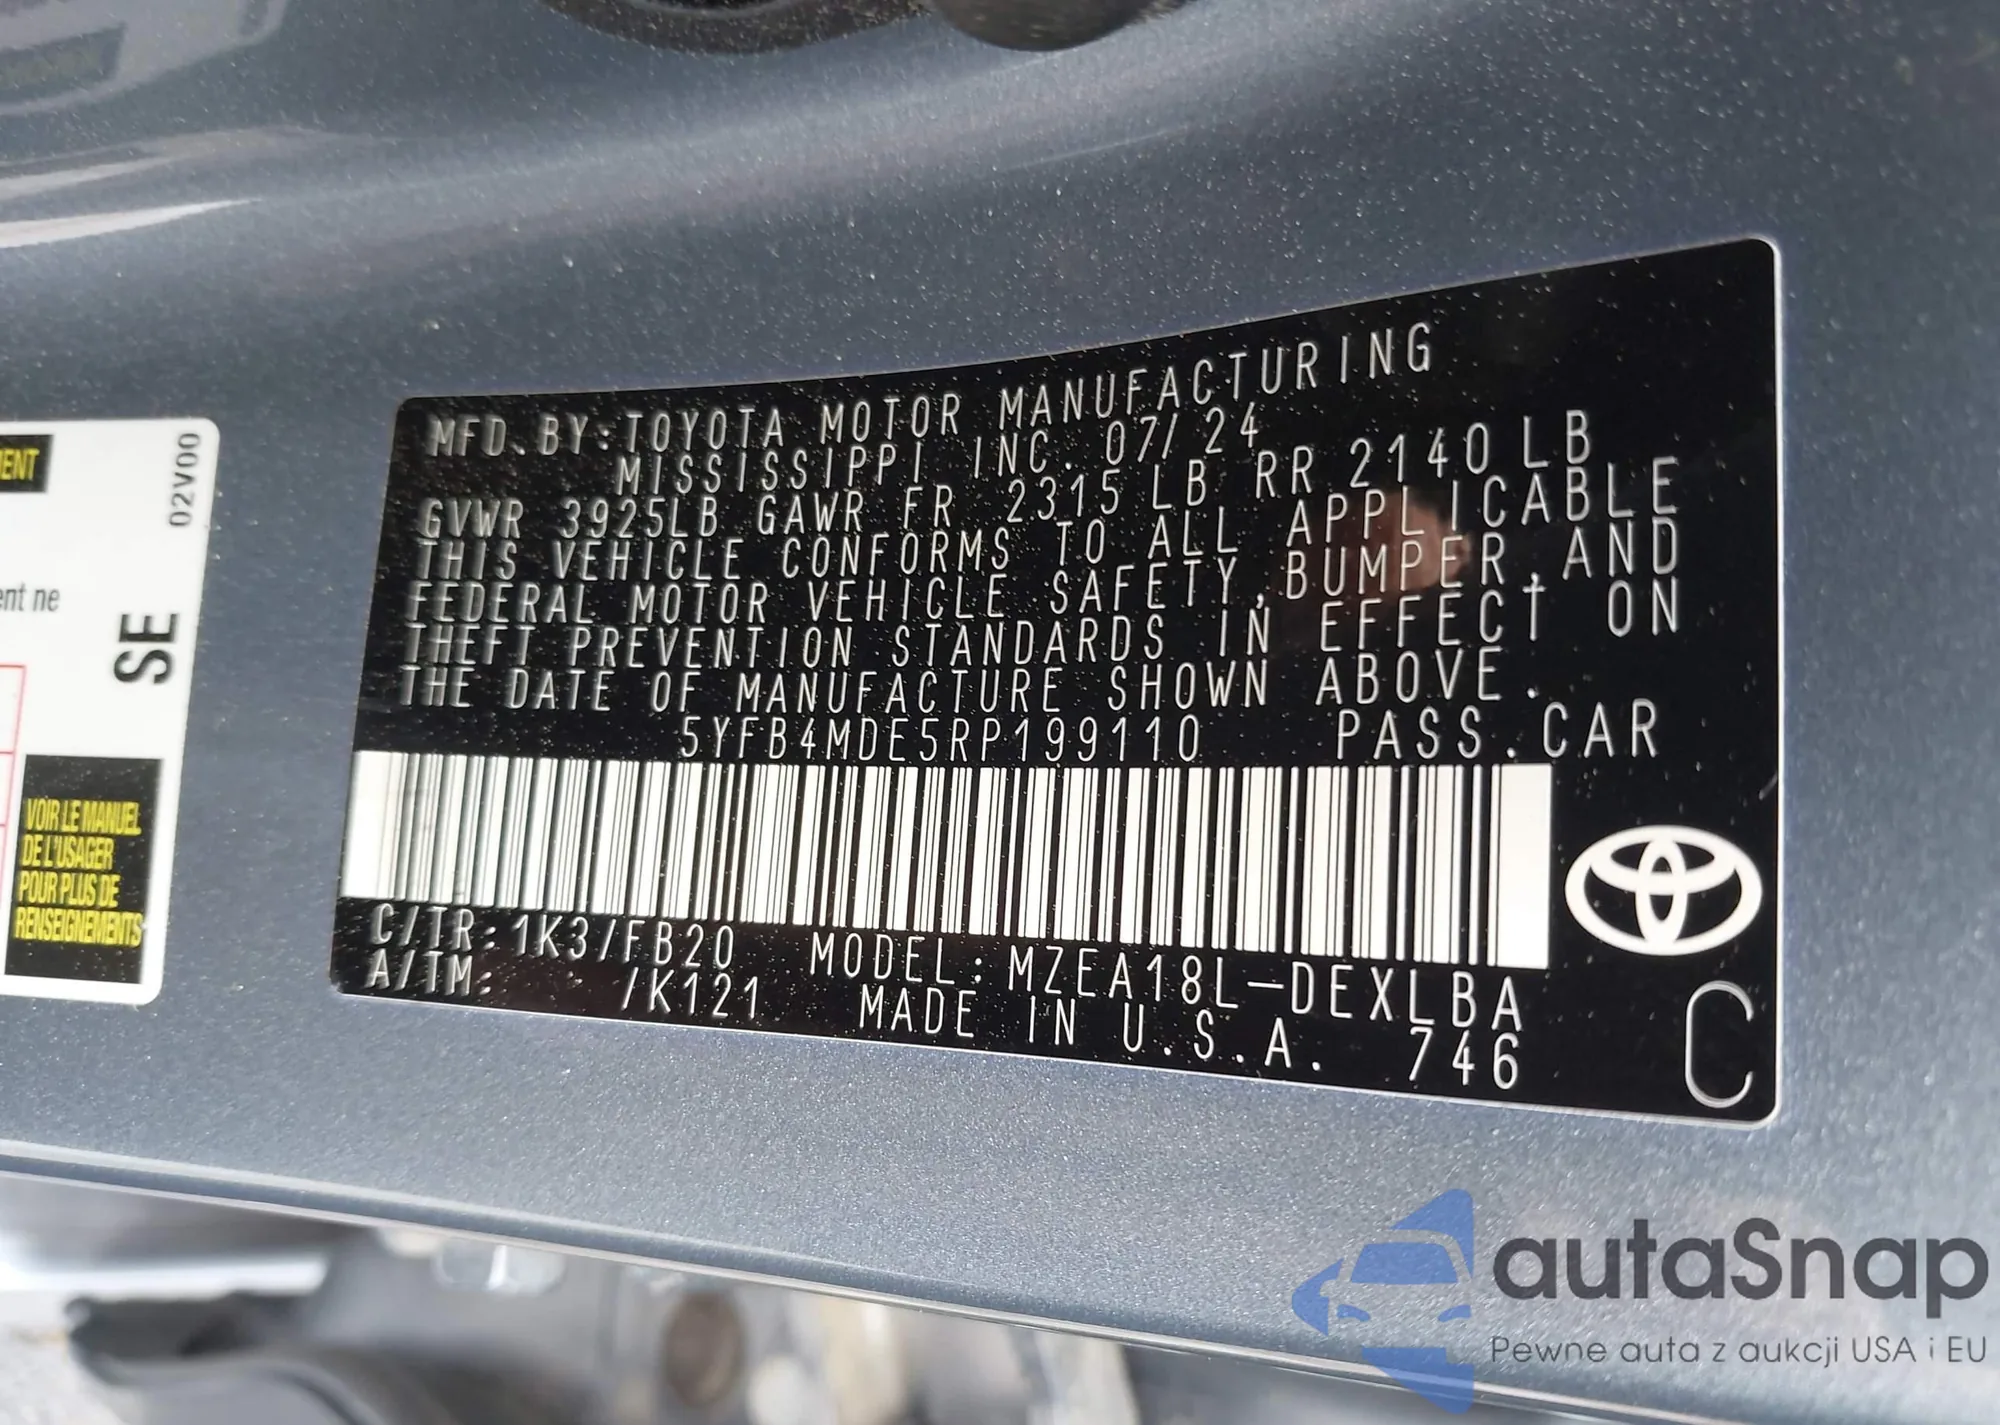 MFD. BY: TOYOTA MOTOR MANUFACTURING
MISSISSIPPI INC. 07/24
GVWR 3925LB GAWR FR 2315 LB RR 2140 LB
THIS VEHICLE CONFORMS TO ALL APPLICABLE
FEDERAL MOTOR VEHICLE SAFETY, BUMPER, AND
THEFT PREVENTION STANDARDS IN EFFECT ON
THE DATE OF MANUFACTURE SHOWN ABOVE.
5YFB4MDE5RP199110 PASS. CAR
C/TR: 1K3/FB20 MODEL: MZEA18L-DEXLBA
A/TM: /K121 MADE IN U.S.A. 746
C
02V00
SE
ent ne
VOIR LE MANUEL
DE L'USAGER
POUR PLUS DE
RENSEIGNEMENTS
autaSnap
Pewne auta z aukcji USA i EU